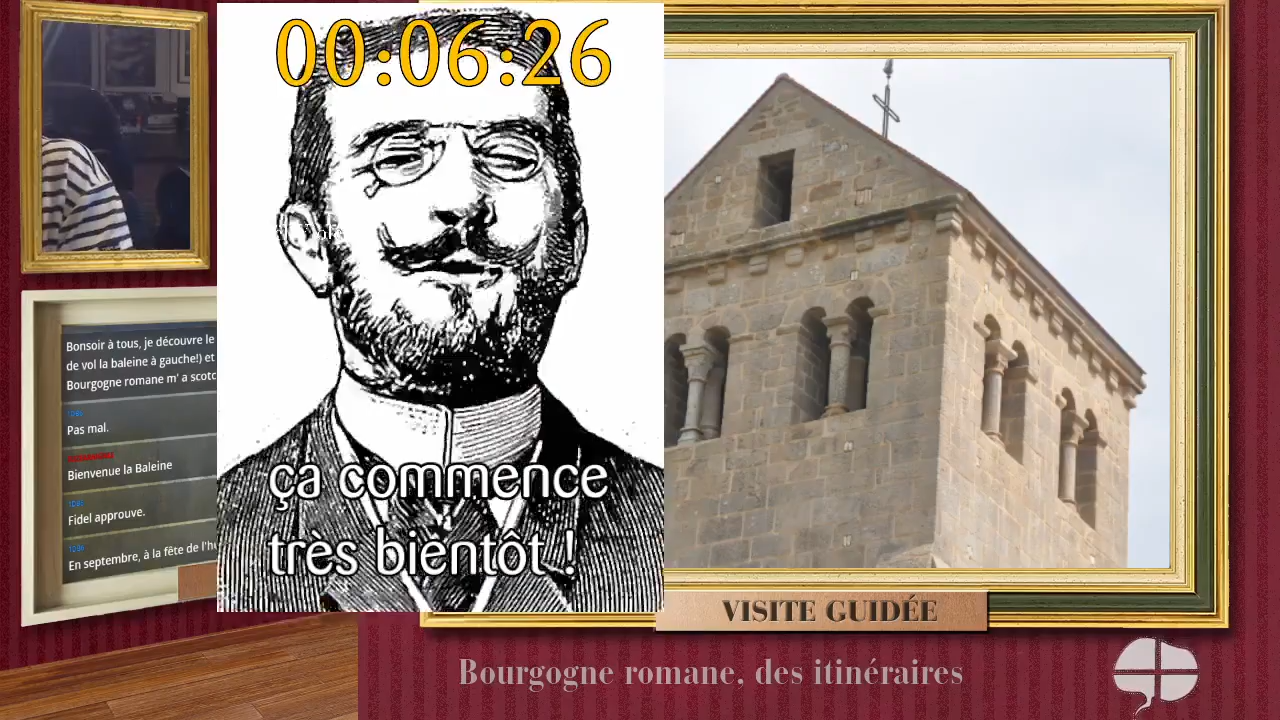 00:06:26
Bonsoir à tous, je découvre le
de vol la baleine à gauche!) et
Bourgogne romane m' a scotc
Pas mal.
Bienvenue la Baleine
Fidel approuve.
En septembre, à la fête de l'hu
ça commence
très bientôt !
VISITE GUIDÉE
Bourgogne romane, des itinéraires